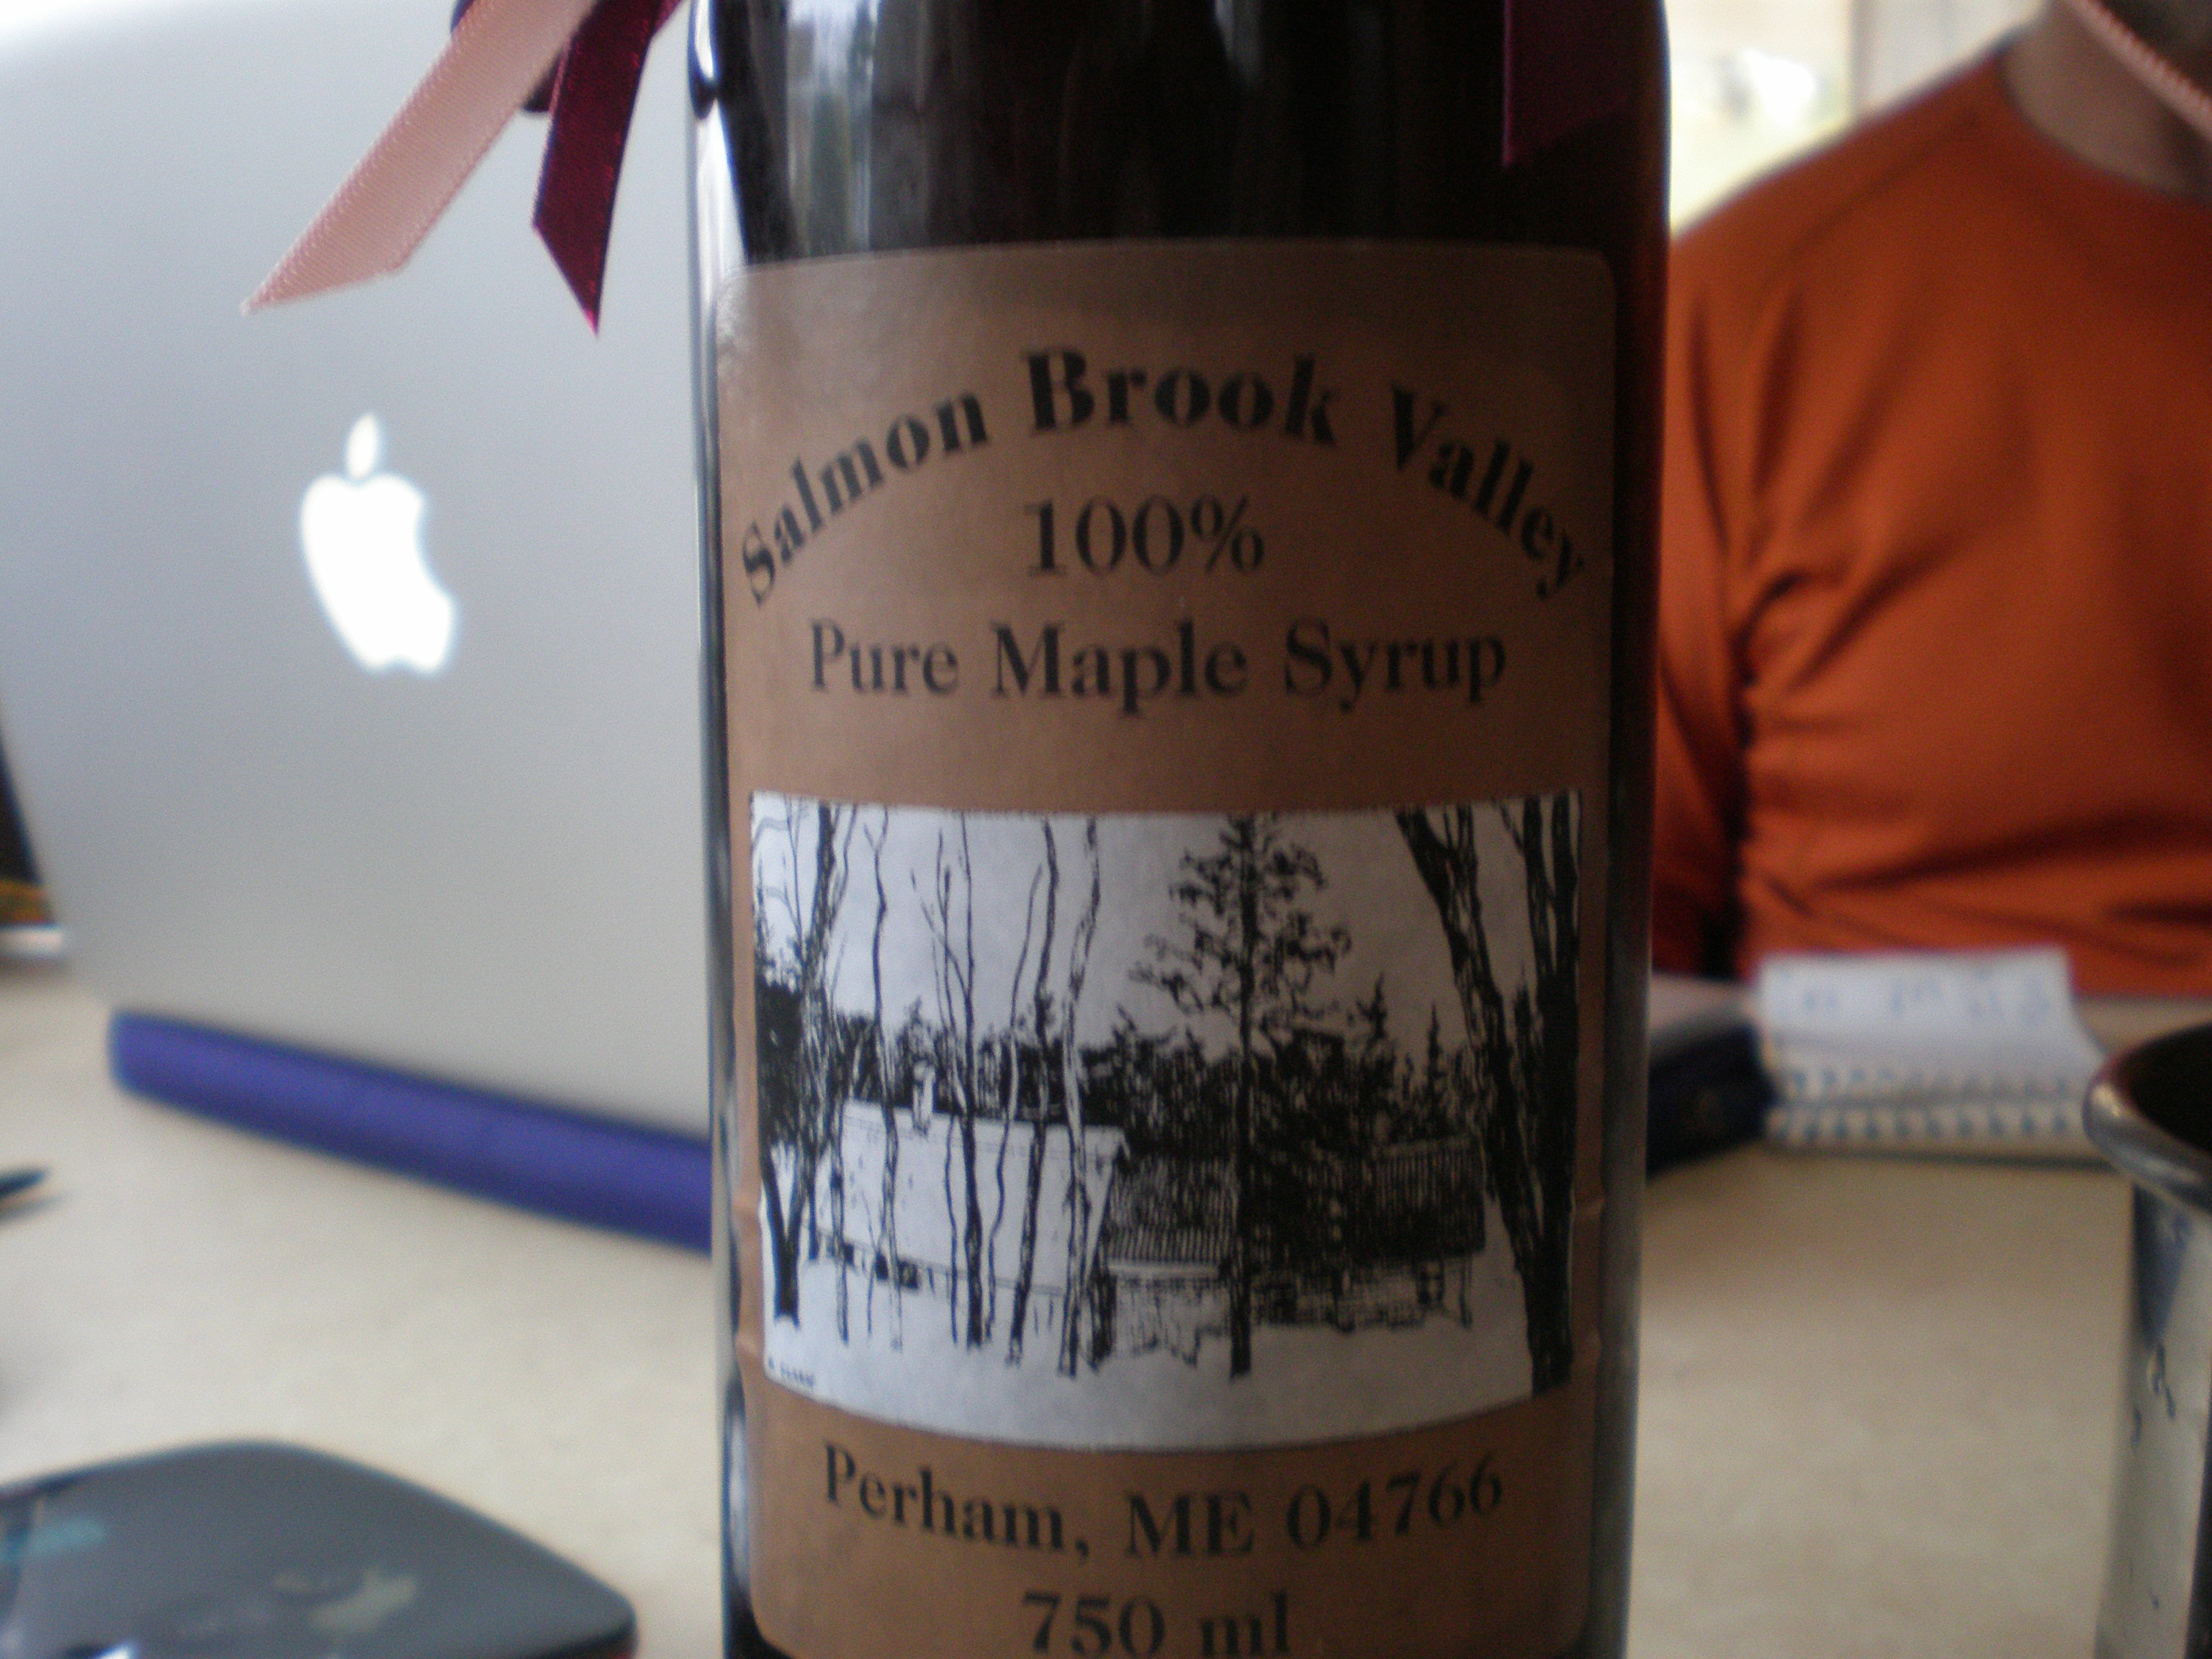 Salmon Brook Valley
100%
Pure Maple Syrup
Perham, ME 04766
750 ml